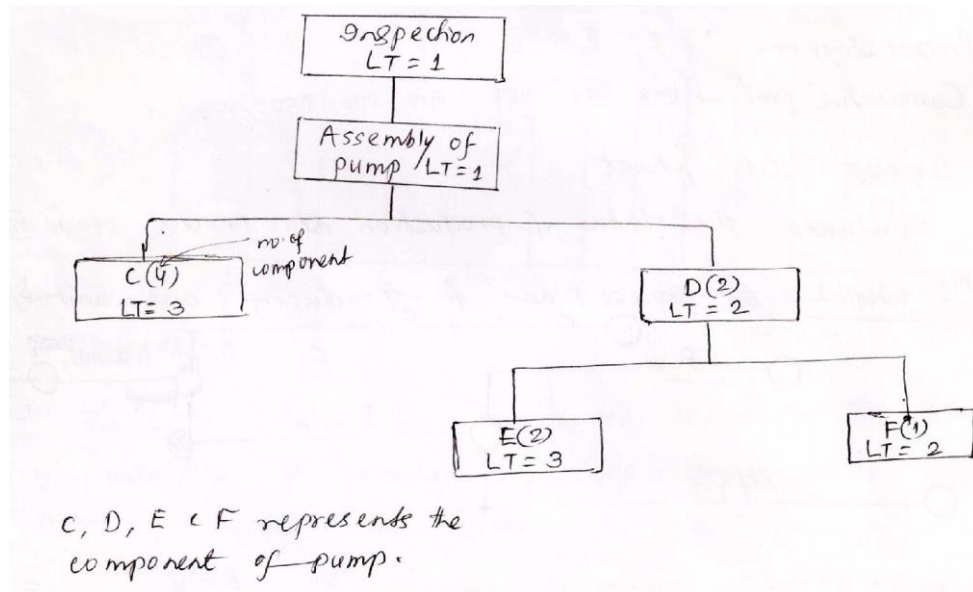 Inspection
LT = 1
Assembly of
pump LT=1
no. of
component
C (4)
LT= 3
D(2)
LT = 2
E(2)
LT = 3
F(1)
LT= 2
C, D, E & F represents the
component of pump.